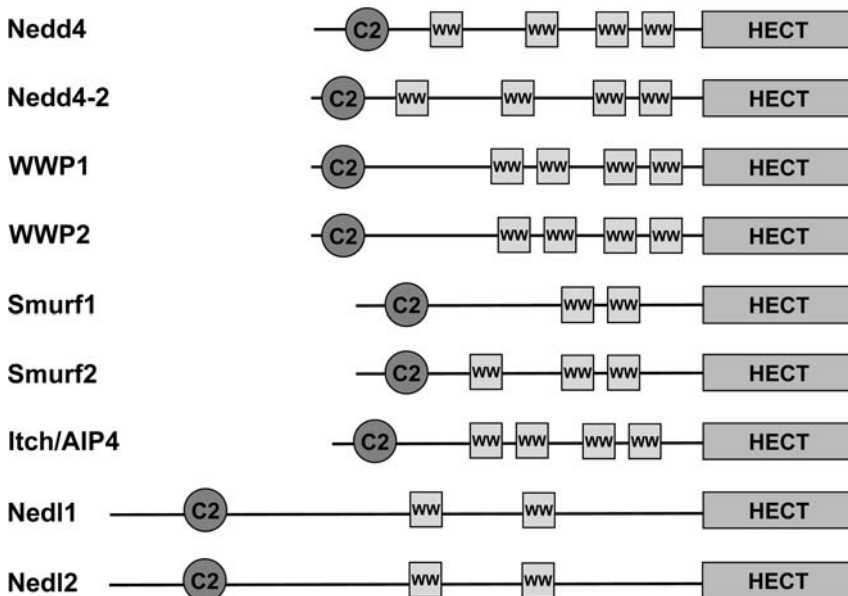 Nedd4 C2 WW WW WW WW HECT
Nedd4-2 C2 WW WW WW WW HECT
WWP1 C2 WW WW WW WW HECT
WWP2 C2 WW WW WW WW HECT
Smurf1 C2 WW WW HECT
Smurf2 C2 WW WW WW HECT
Itch/AIP4 C2 WW WW WW WW HECT
Nedl1 C2 WW WW HECT
Nedl2 C2 WW WW HECT